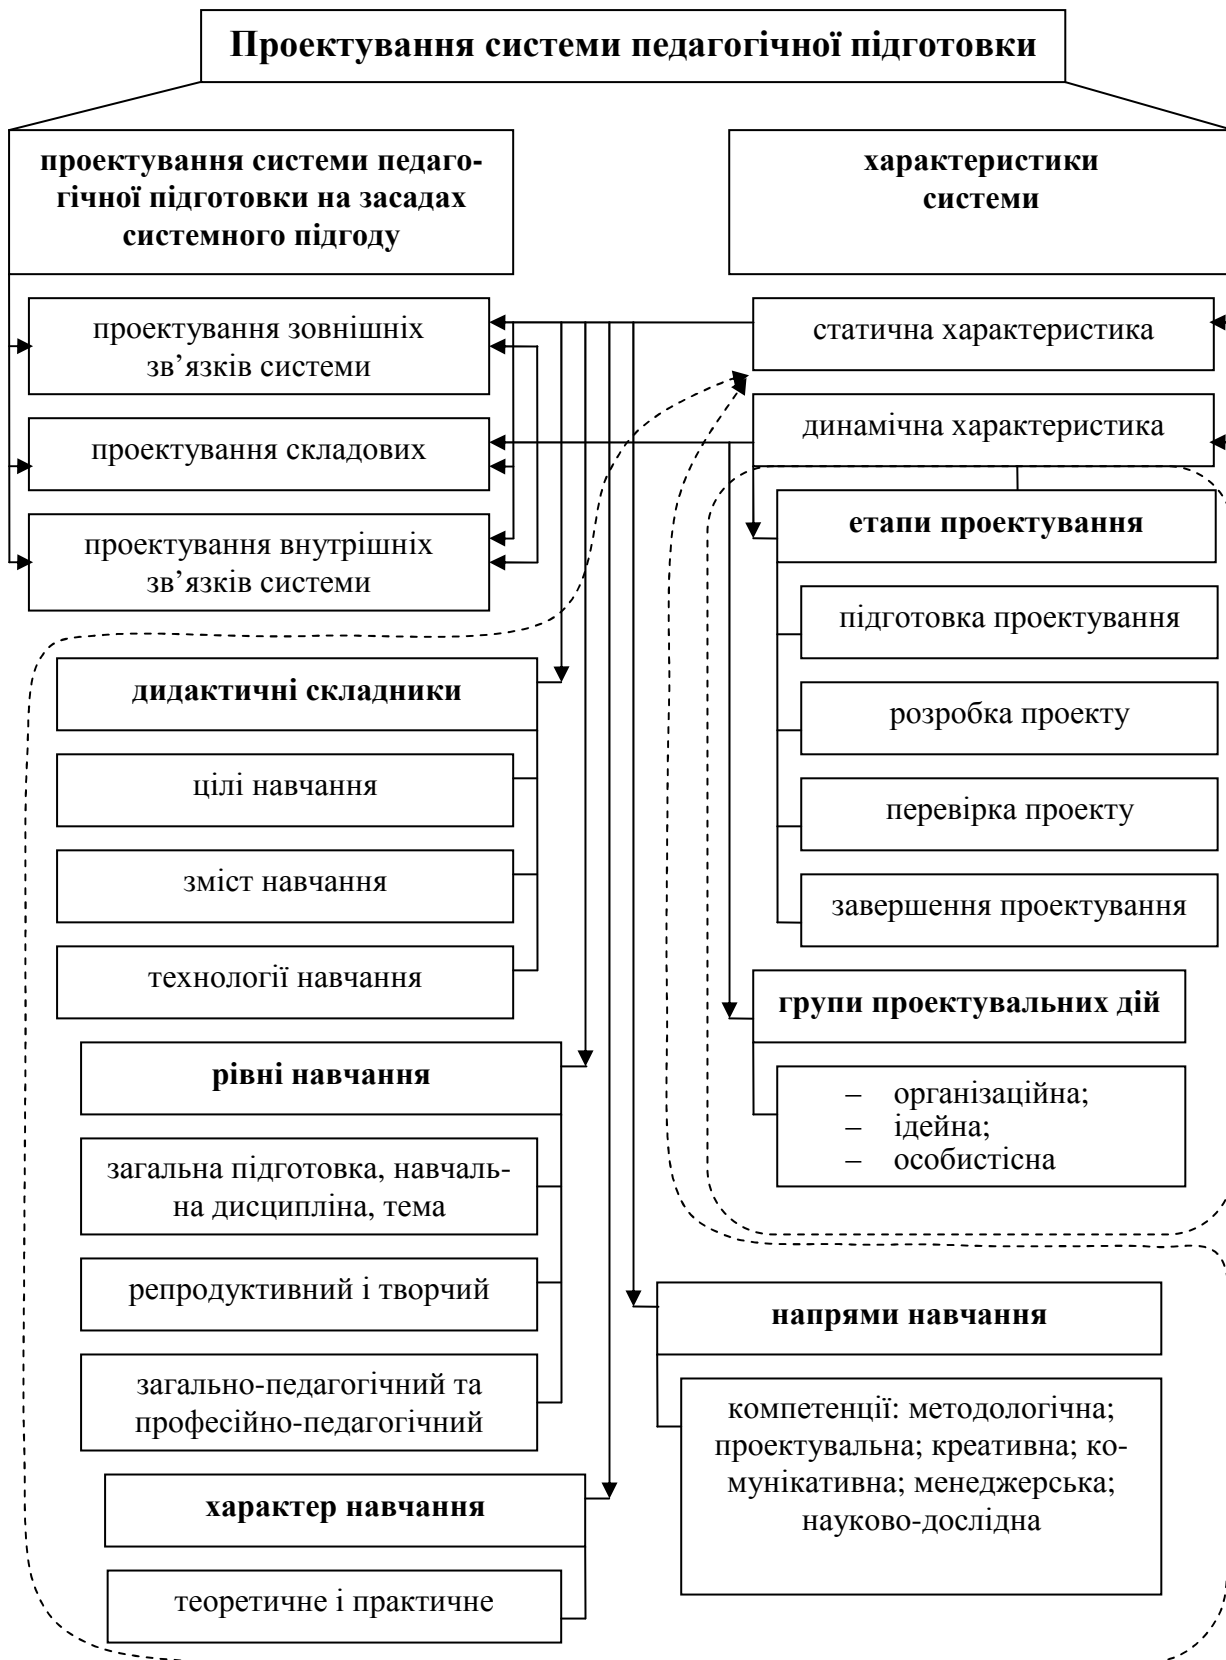 Проектування системи педагогічної підготовки
проектування системи педаго-
гічної підготовки на засадах
системного підгоду
характеристики
системи
проектування зовнішніх
зв’язків системи
проектування складових
проектування внутрішніх
зв’язків системи
статична характеристика
динамічна характеристика
етапи проектування
підготовка проектування
розробка проекту
перевірка проекту
завершення проектування
групи проектувальних дій
– організаційна;
– ідейна;
– особистісна
дидактичні складники
цілі навчання
зміст навчання
технології навчання
рівні навчання
загальна підготовка, навчаль-
на дисципліна, тема
репродуктивний і творчий
загально-педагогічний та
професійно-педагогічний
характер навчання
теоретичне і практичне
напрями навчання
компетенції: методологічна;
проектувальна; креативна; ко-
мунікативна; менеджерська;
науково-дослідна